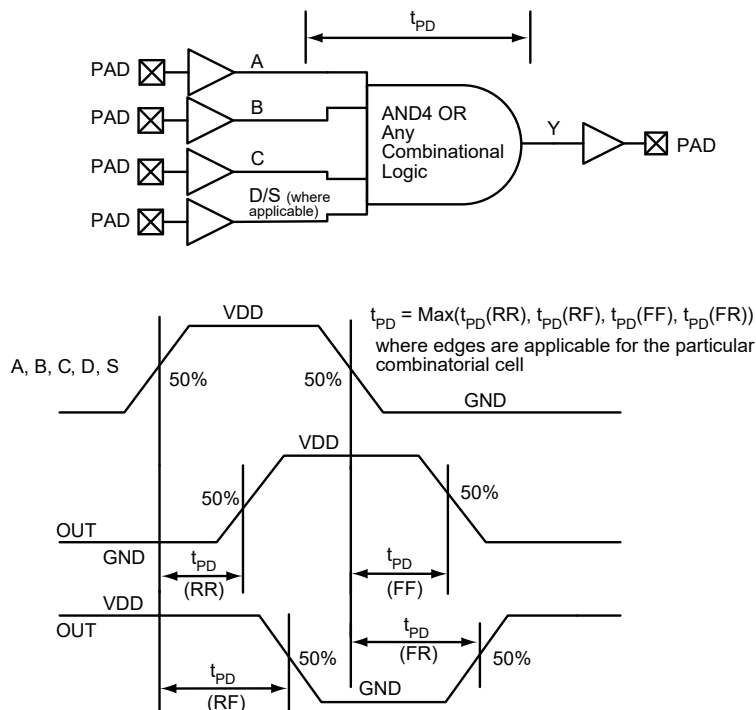 tPD
PAD
A
PAD
B
PAD
C
PAD
D/S (where
applicable)
AND4 OR
Any
Combinational
Logic
Y
PAD
tPD = Max(tPD(RR), tPD(RF), tPD(FF), tPD(FR))
where edges are applicable for the particular
combinatorial cell
VDD
A, B, C, D, S
50%
50%
GND
VDD
50%
50%
OUT
GND
tPD
(RR)
tPD
(FF)
VDD
OUT
tPD
(FR)
50%
50%
tPD
(RF)
GND